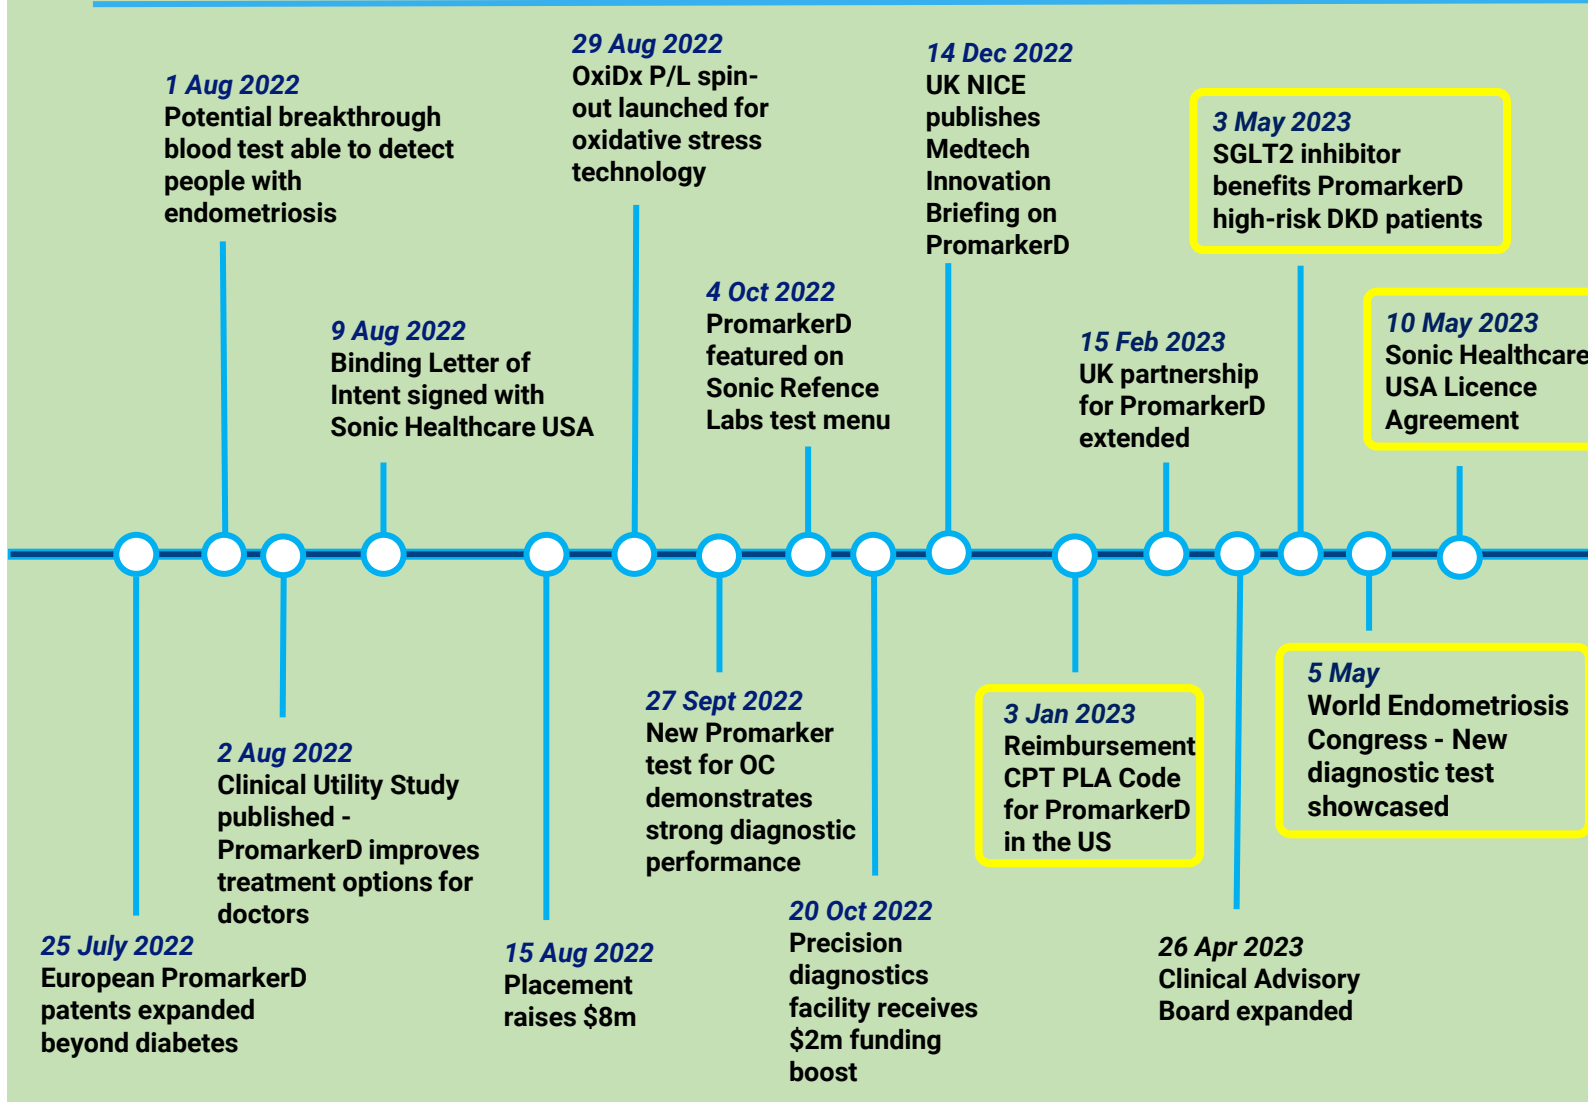 1 Aug 2022
Potential breakthrough
blood test able to detect
people with
endometriosis
29 Aug 2022
OxiDx P/L spin-
out launched for
oxidative stress
technology
14 Dec 2022
UK NICE
publishes
Medtech
Innovation
Briefing on
PromarkerD
3 May 2023
SGLT2 inhibitor
benefits PromarkerD
high-risk DKD patients
9 Aug 2022
Binding Letter of
Intent signed with
Sonic Healthcare USA
4 Oct 2022
PromarkerD
featured on
Sonic Refence
Labs test menu
15 Feb 2023
UK partnership
for PromarkerD
extended
10 May 2023
Sonic Healthcare
USA Licence
Agreement
25 July 2022
European PromarkerD
patents expanded
beyond diabetes
2 Aug 2022
Clinical Utility Study
published -
PromarkerD improves
treatment options for
doctors
15 Aug 2022
Placement
raises $8m
27 Sept 2022
New Promarker
test for OC
demonstrates
strong diagnostic
performance
20 Oct 2022
Precision
diagnostics
facility receives
$2m funding
boost
3 Jan 2023
Reimbursement
CPT PLA Code
for PromarkerD
in the US
26 Apr 2023
Clinical Advisory
Board expanded
5 May
World Endometriosis
Congress - New
diagnostic test
showcased